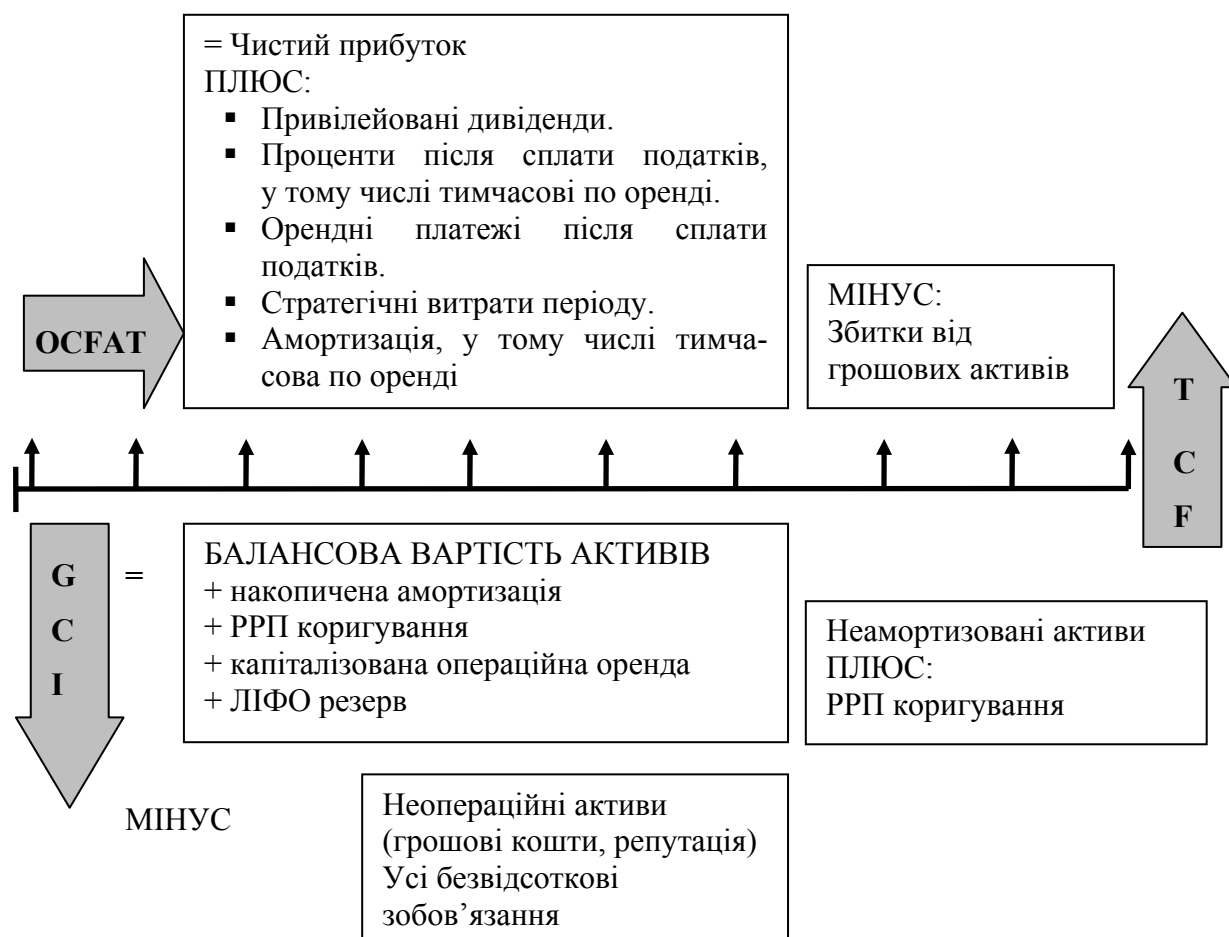 = Чистий прибуток
ПЛЮС:
▪ Привілейовані дивіденди.
▪ Проценти після сплати податків,
у тому числі тимчасові по оренді.
▪ Орендні платежі після сплати
податків.
▪ Стратегічні витрати періоду.
▪ Амортизація, у тому числі тимча-
сова по оренді
OCFAT
МІНУС:
Збитки від
грошових активів
T
C
F
G
C
I
=
БАЛАНСОВА ВАРТІСТЬ АКТИВІВ
+ накопичена амортизація
+ РРП коригування
+ капіталізована операційна оренда
+ ЛІФО резерв
Неамортизовані активи
ПЛЮС:
РРП коригування
МІНУС
Неопераційні активи
(грошові кошти, репутація)
Усі безвідсоткові
зобов’язання